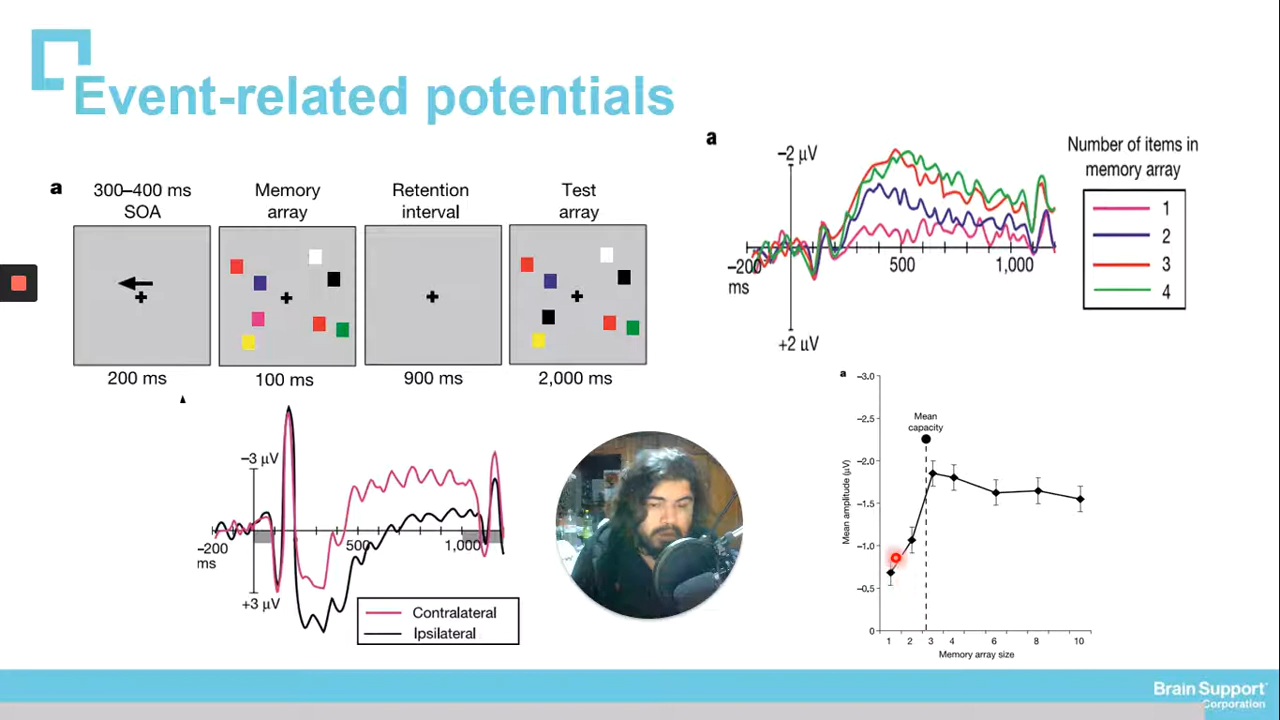 Event-related potentials
a
300–400 ms
SOA
Memory
array
Retention
interval
Test
array
200 ms
100 ms
900 ms
2,000 ms
−3 μV
−200
ms
500
1,000
+3 μV
Contralateral
Ipsilateral
a
−2 μV
−200
ms
500
1,000
+2 μV
Number of items in
memory array
1
2
3
4
a
−3.0
−2.5
−2.0
−1.5
−1.0
−0.5
0
Mean amplitude (μV)
Mean
capacity
1 2 3 4 6 8 10
Memory array size
Brain Support
Corporation